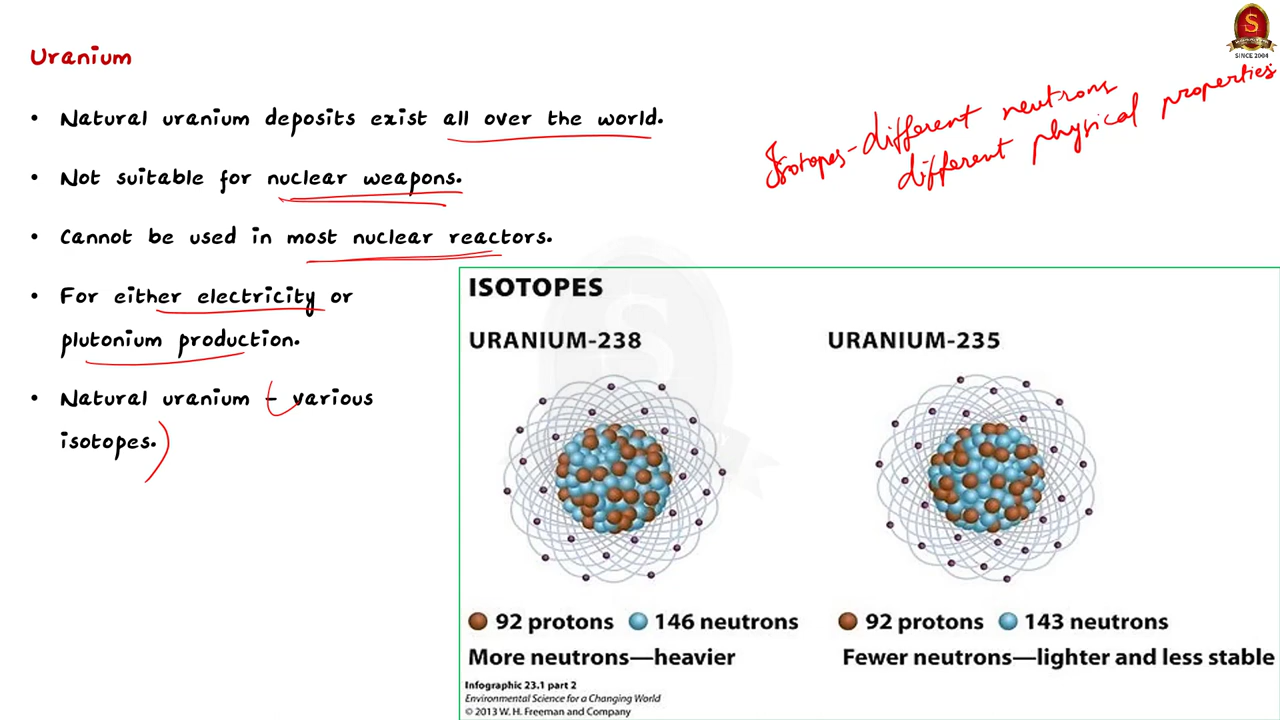 S
SINCE 2004
Uranium
• Natural uranium deposits exist all over the world.
Isotopes - different neutrons
different physical properties
• Not suitable for nuclear weapons.
• Cannot be used in most nuclear reactors.
• For either electricity or
plutonium production.
• Natural uranium - various
isotopes.
ISOTOPES
URANIUM-238
URANIUM-235
92 protons 146 neutrons
More neutrons—heavier
92 protons 143 neutrons
Fewer neutrons—lighter and less stable
Infographic 23.1 part 2
Environmental Science for a Changing World
© 2013 W. H. Freeman and Company